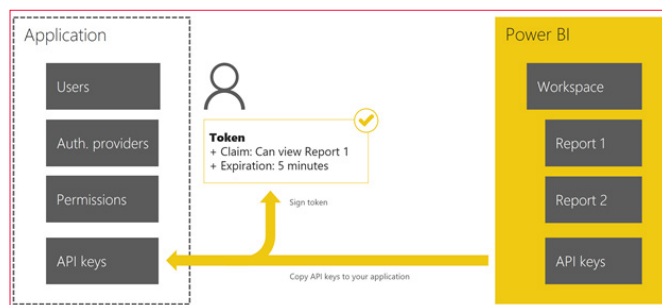 Application
Users
Auth. providers
Permissions
API keys
Token
+ Claim: Can view Report 1
+ Expiration: 5 minutes
Sign token
Copy API keys to your application
Power BI
Workspace
Report 1
Report 2
API keys